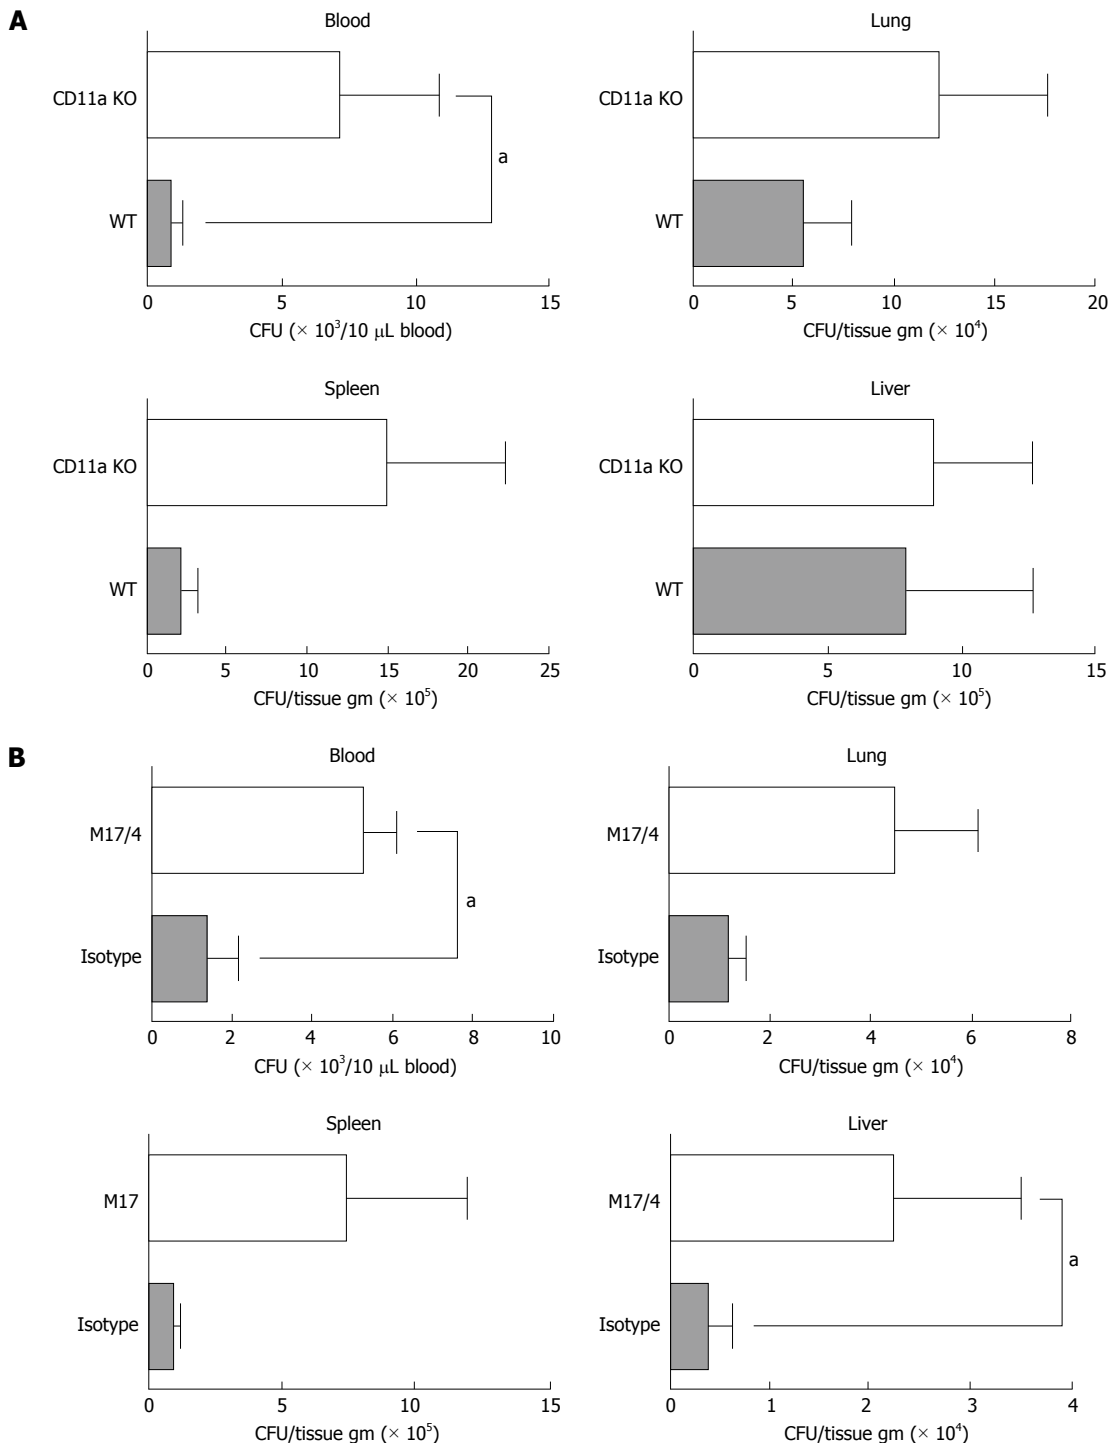 A
Blood
CD11a KO
a
WT
0 5 10 15
CFU (× 10³/10 μL blood)
Lung
CD11a KO
WT
0 5 10 15 20
CFU/tissue gm (× 10⁴)
Spleen
CD11a KO
WT
0 5 10 15 20 25
CFU/tissue gm (× 10⁵)
Liver
CD11a KO
WT
0 5 10 15
CFU/tissue gm (× 10⁵)
B
Blood
M17/4
a
Isotype
0 2 4 6 8 10
CFU (× 10³/10 μL blood)
Lung
M17/4
Isotype
0 2 4 6 8
CFU/tissue gm (× 10⁴)
Spleen
M17
Isotype
0 5 10 15
CFU/tissue gm (× 10⁵)
Liver
M17/4
a
Isotype
0 1 2 3 4
CFU/tissue gm (× 10⁴)